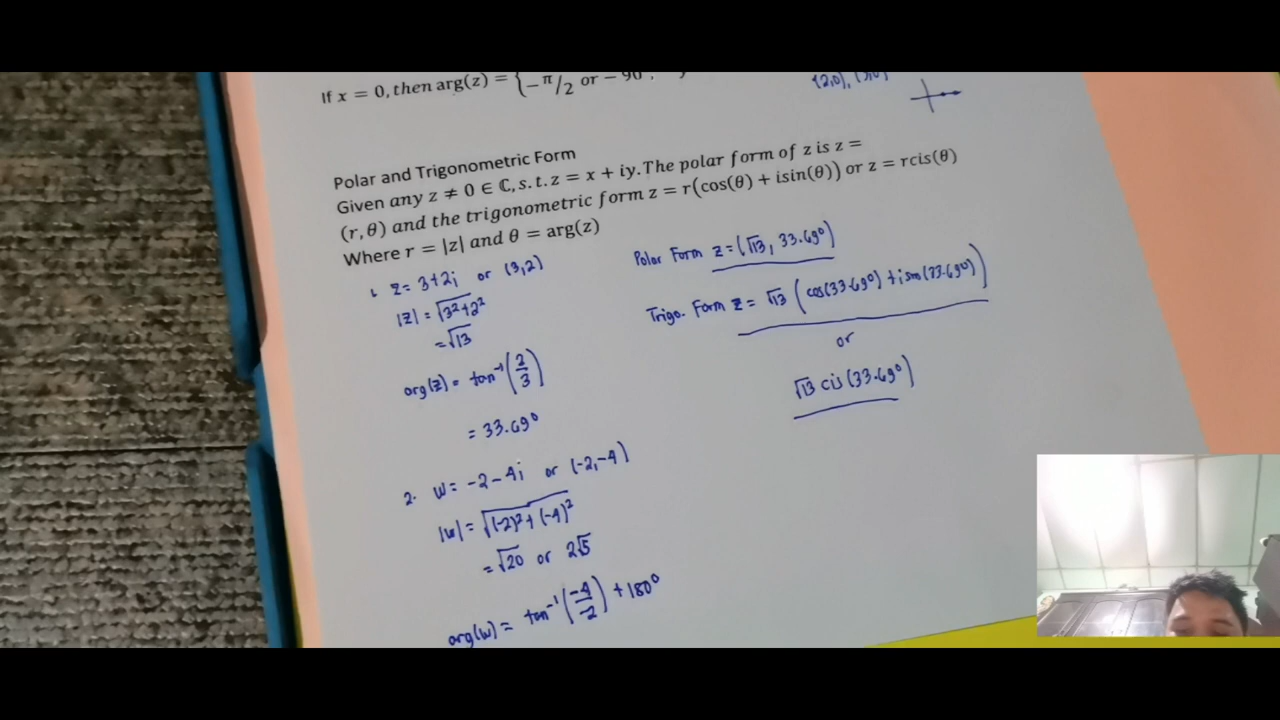 If x = 0, then arg(z) = { −π/2 or − 90°,
(2,0), (3,0)
Polar and Trigonometric Form
Given any z ≠ 0 ∈ ℂ, s.t. z = x + iy. The polar form of z is z =
(r, θ) and the trigonometric form z = r(cos(θ) + isin(θ)) or z = rcis(θ)
Where r = |z| and θ = arg(z)
1. z = 3+2i or (3,2)
|z| = √3²+2²
= √13
arg(z) = tan⁻¹(2/3)
= 33.69°
Polar Form z = (√13, 33.69°)
Trigo. Form z = √13 (cos(33.69°) + i sin(33.69°))
or
√13 cis (33.69°)
2. W = -2-4i or (-2,-4)
|w| = √(-2)²+(-4)²
= √20 or 2√5
arg(w) = tan⁻¹(-4/-2) + 180°